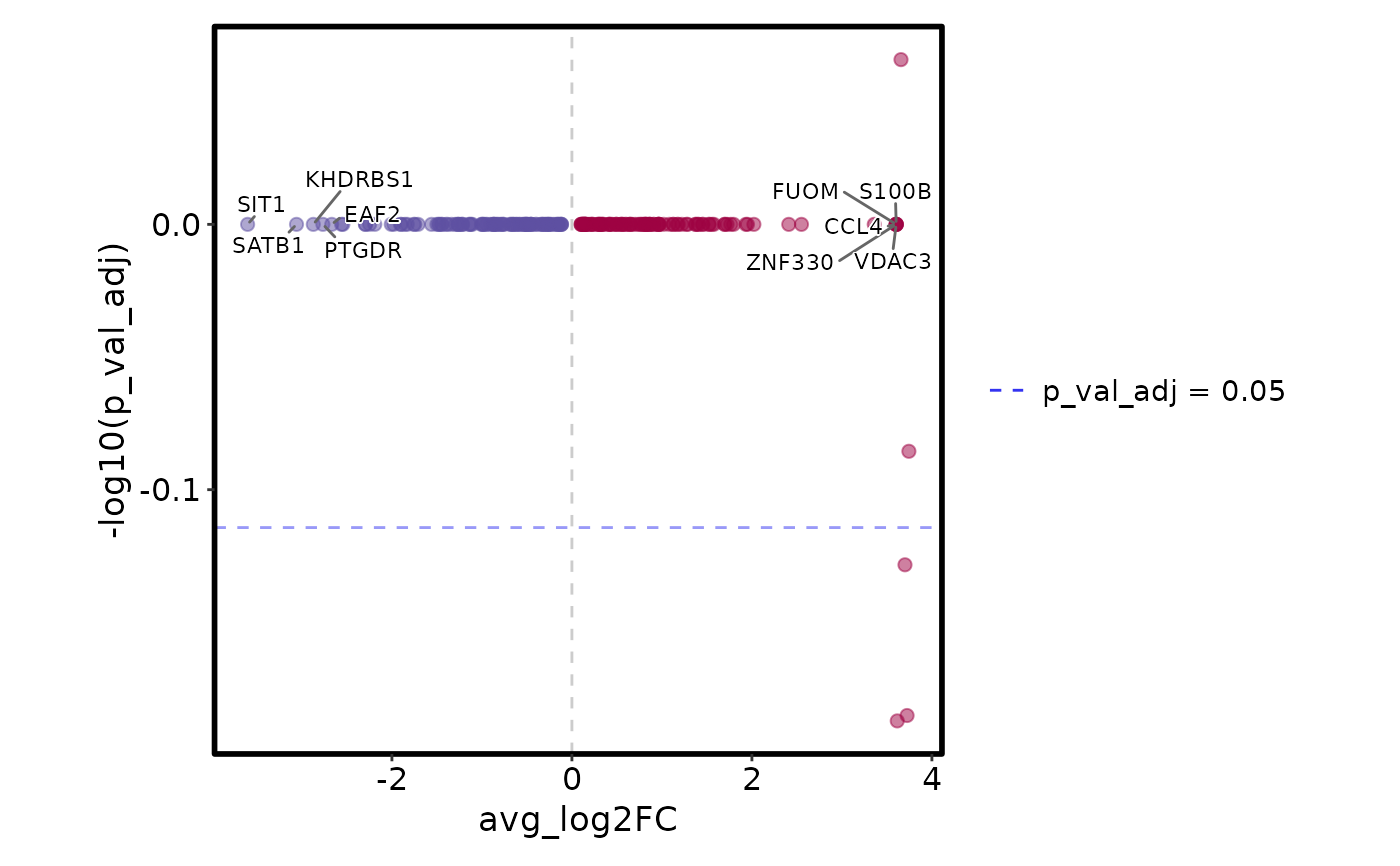 KHDRBS1
SIT1
EAF2
SATB1
PTGDR
FUOM
S100B
CCL4
ZNF330
VDAC3
0.0
-0.1
-log10(p_val_adj)
p_val_adj = 0.05
-2
0
2
4
avg_log2FC